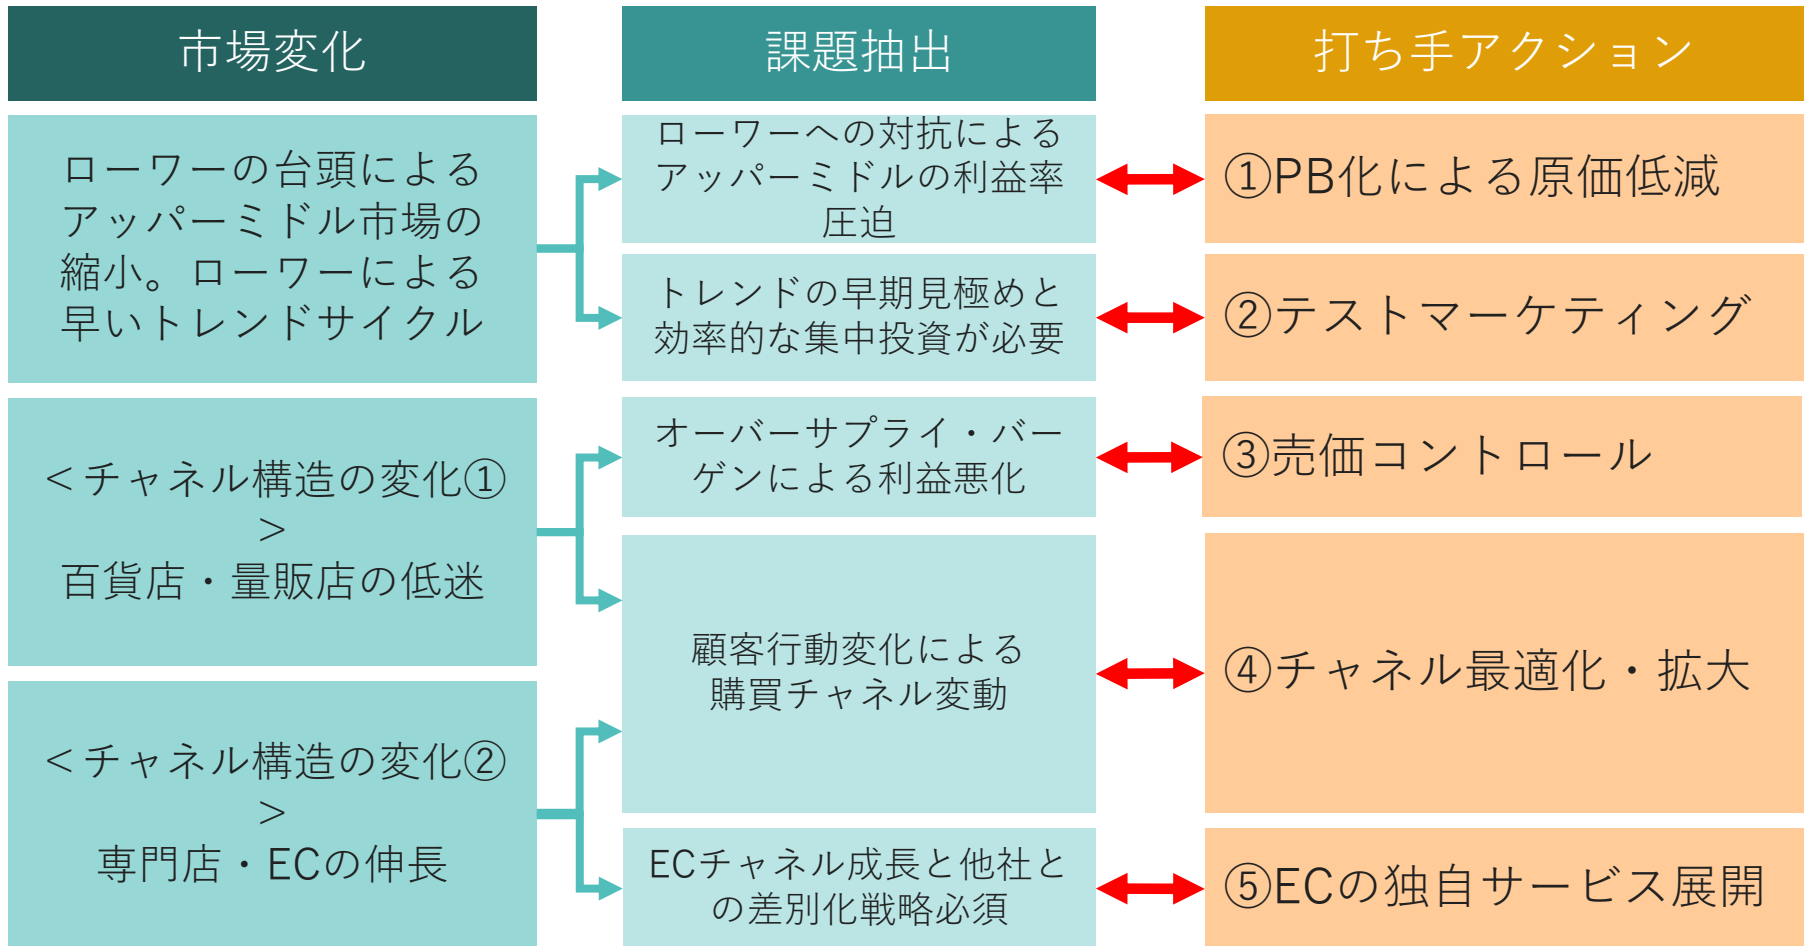 市場変化
課題抽出
打ち手アクション
ローワーの台頭による
アッパーミドル市場の
縮小。ローワーによる
早いトレンドサイクル
ローワーへの対抗による
アッパーミドルの利益率
圧迫
①PB化による原価低減
トレンドの早期見極めと
効率的な集中投資が必要
②テストマーケティング
＜チャネル構造の変化①
＞
百貨店・量販店の低迷
オーバーサプライ・バー
ゲンによる利益悪化
③売価コントロール
顧客行動変化による
購買チャネル変動
④チャネル最適化・拡大
＜チャネル構造の変化②
＞
専門店・ECの伸長
ECチャネル成長と他社と
の差別化戦略必須
⑤ECの独自サービス展開